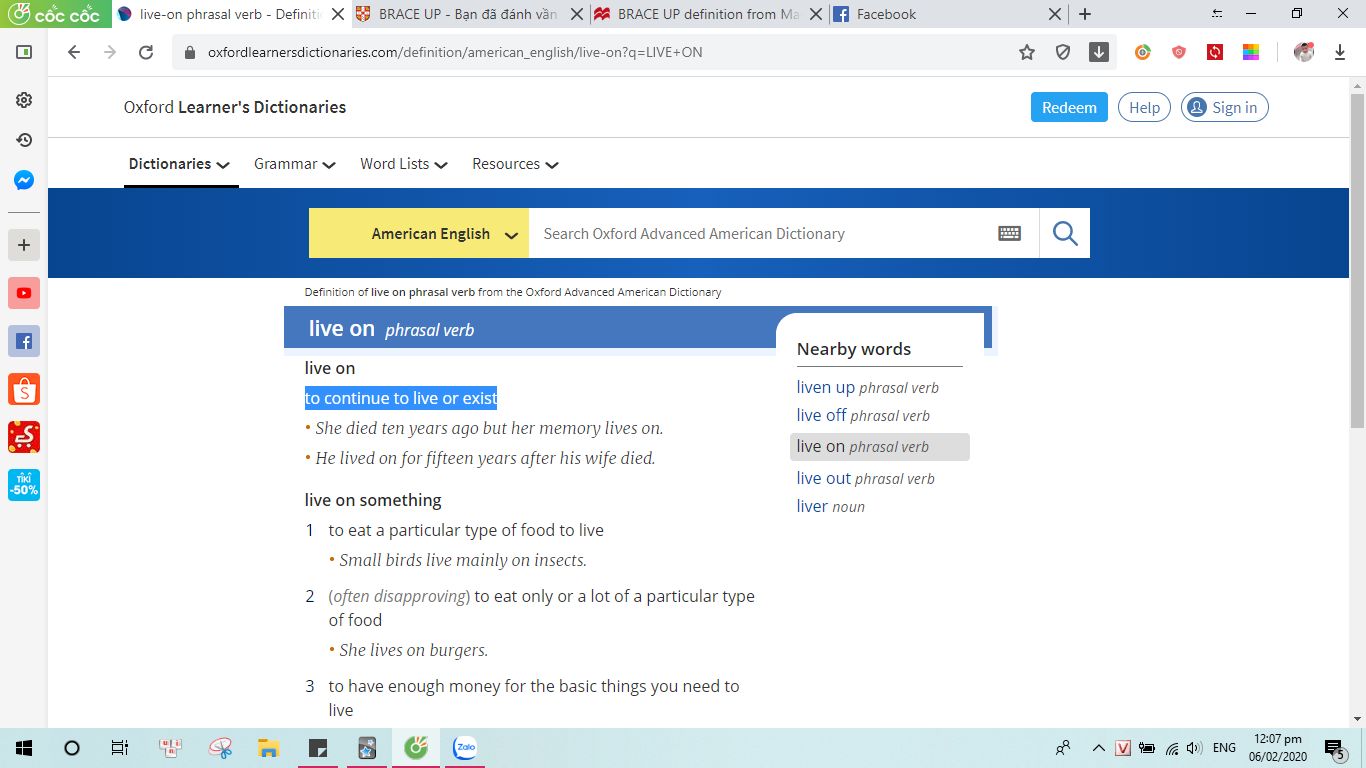 cốc cốc
live-on phrasal verb - Definiti
BRACE UP - Bạn đã đánh vần
BRACE UP definition from Ma
Facebook
oxfordlearnersdictionaries.com/definition/american_english/live-on?q=LIVE+ON
Oxford Learner's Dictionaries
Redeem
Help
Sign in
Dictionaries
Grammar
Word Lists
Resources
American English
Search Oxford Advanced American Dictionary
Definition of live on phrasal verb from the Oxford Advanced American Dictionary
live on phrasal verb
live on
to continue to live or exist
• She died ten years ago but her memory lives on.
• He lived on for fifteen years after his wife died.
live on something
1 to eat a particular type of food to live
• Small birds live mainly on insects.
2 (often disapproving) to eat only or a lot of a particular type
of food
• She lives on burgers.
3 to have enough money for the basic things you need to
live
Nearby words
liven up phrasal verb
live off phrasal verb
live on phrasal verb
live out phrasal verb
liver noun
TIKI
-50%
Zalo
V
ENG
12:07 pm
06/02/2020
5